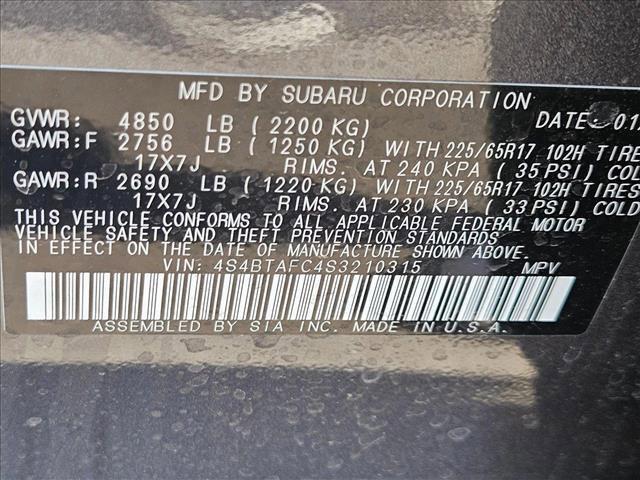 MFD BY SUBARU CORPORATION
GVWR: 4850 LB (2200 KG) DATE: 0
GAWR:F 2756 LB (1250 KG) WITH 225/65R17 102H TIRE
17X7J RIMS. AT 240 KPA (35 PSI) COL
GAWR:R 2690 LB (1220 KG) WITH 225/65R17 102H TIRES
17X7J RIMS. AT 230 KPA (33 PSI) COLD
THIS VEHICLE CONFORMS TO ALL APPLICABLE FEDERAL MOTOR
VEHICLE SAFETY AND THEFT PREVENTION STANDARDS
IN EFFECT ON THE DATE OF MANUFACTURE SHOWN ABOVE.
VIN: 4S4BTAFC4S3210315 MPV
ASSEMBLED BY SIA INC. MADE IN U.S.A.